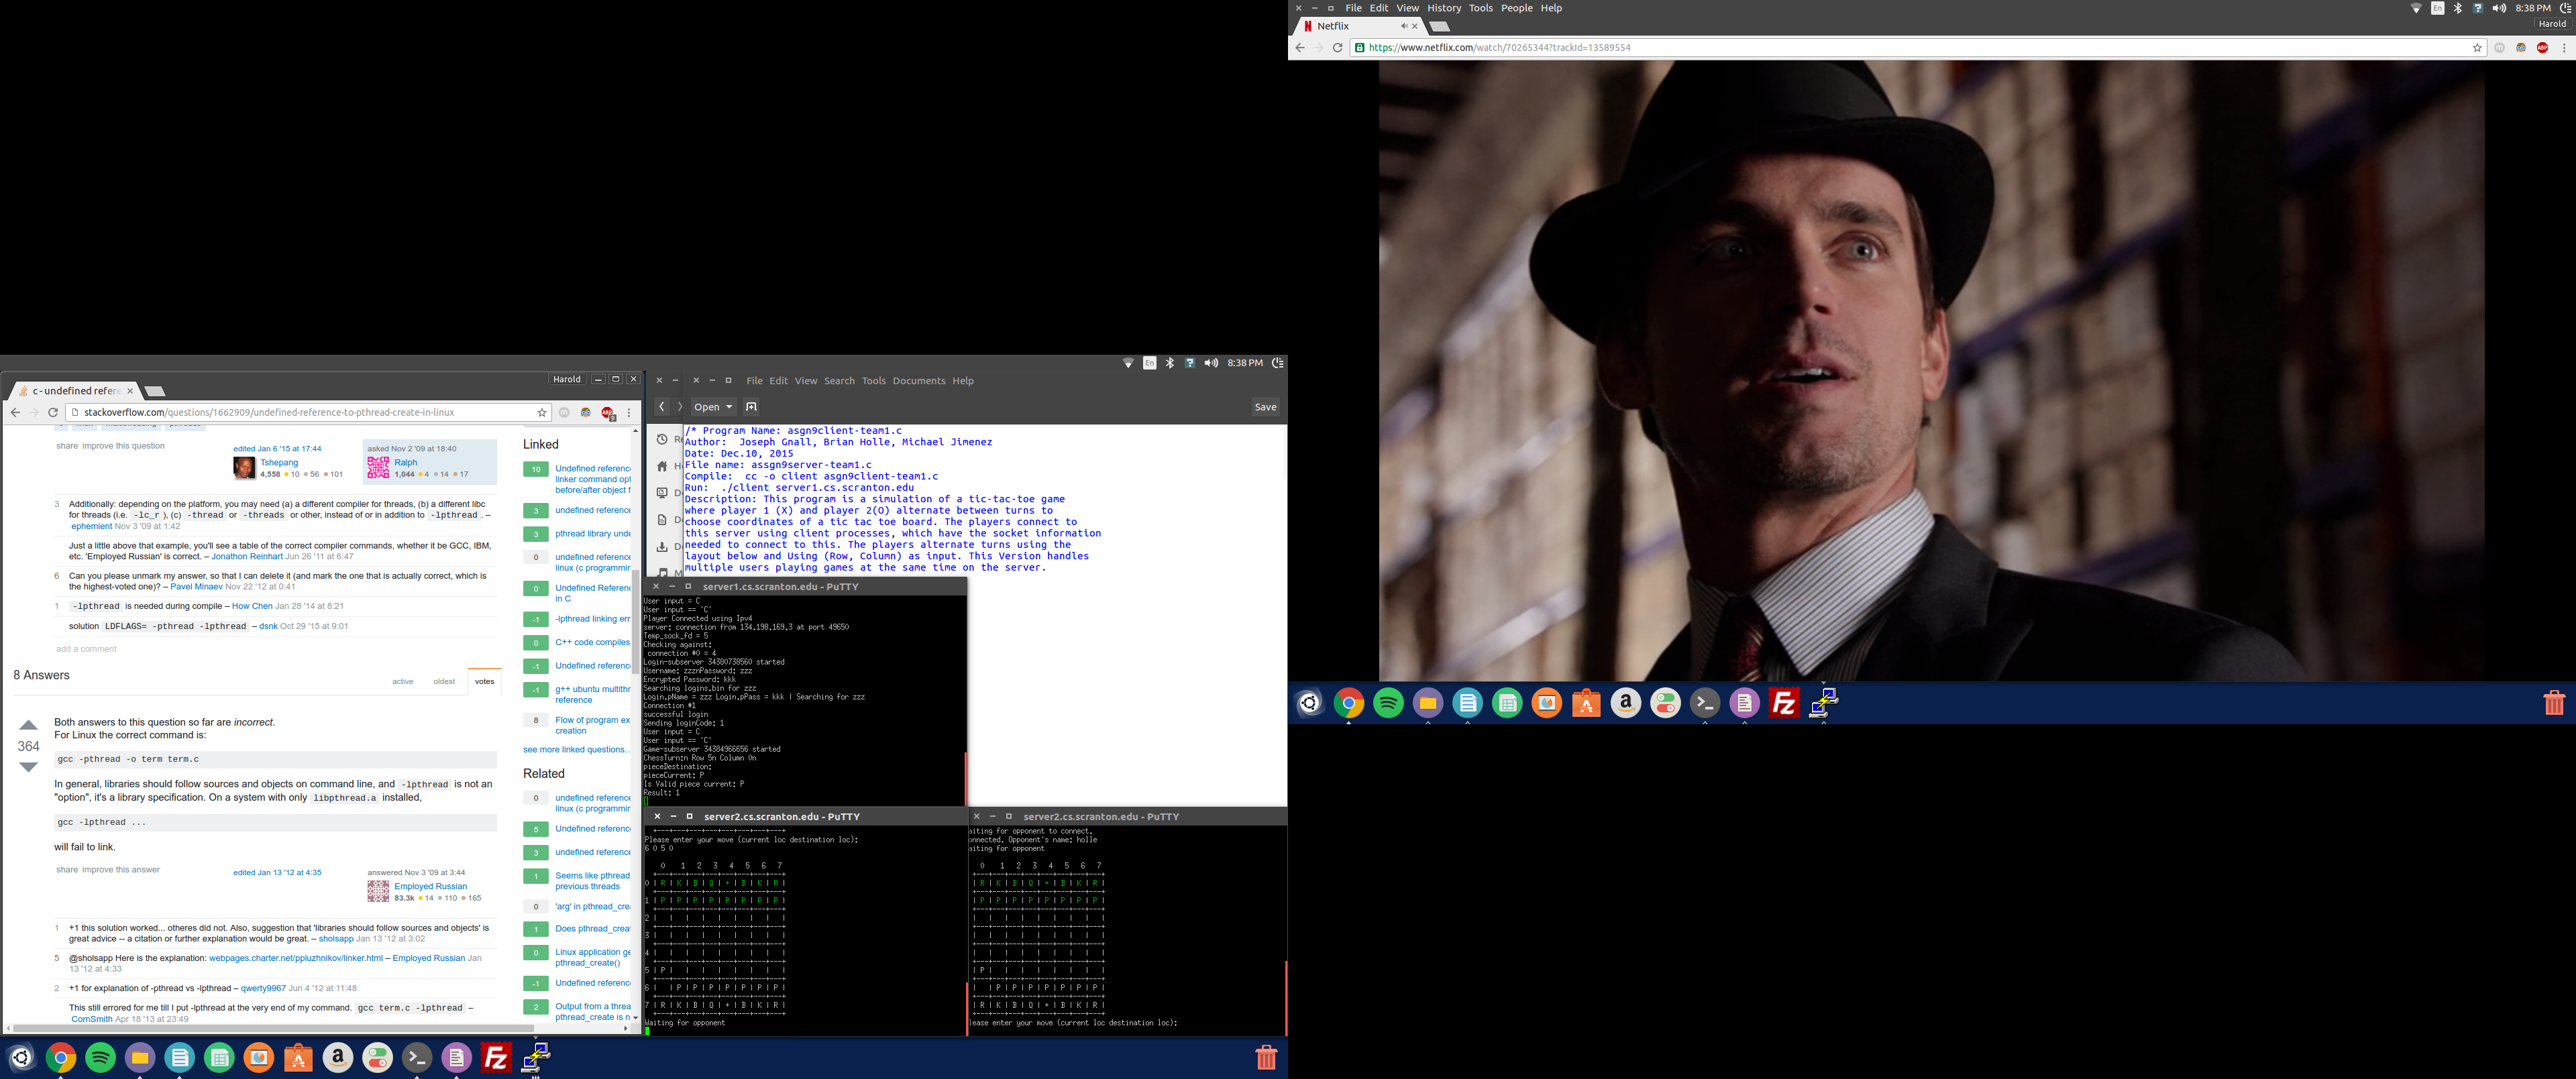 8:38 PM
Harold
c - undefined refere
stackoverflow.com/questions/1662909/undefined-reference-to-pthread-create-in-linux
share improve this question
edited Jan 6 '15 at 17:44
Tshepang
4,558 10 56 101
asked Nov 2 '09 at 18:40
Ralph
1,044 4 14 17
3 Additionally: depending on the platform, you may need (a) a different compiler for threads, (b) a different libc
for threads (i.e. -lc_r ), (c) -thread or -threads or other, instead of or in addition to -lpthread . –
ephemient Nov 3 '09 at 1:42
Just a little above that example, you'll see a table of the correct compiler commands, whether it be GCC, IBM,
etc. 'Employed Russian' is correct. – Jonathon Reinhart Jun 26 '11 at 6:47
6 Can you please unmark my answer, so that I can delete it (and mark the one that is actually correct, which is
the highest-voted one)? – Pavel Minaev Nov 22 '12 at 0:41
1 -lpthread is needed during compile – How Chen Jan 28 '14 at 8:21
solution LDFLAGS= -pthread -lpthread – dsnk Oct 29 '15 at 9:01
add a comment
8 Answers
active oldest votes
364
Both answers to this question so far are incorrect.
For Linux the correct command is:
gcc -pthread -o term term.c
In general, libraries should follow sources and objects on command line, and -lpthread is not an
"option", it's a library specification. On a system with only libpthread.a installed,
gcc -lpthread ...
will fail to link.
share improve this answer
edited Jan 13 '12 at 4:35
answered Nov 3 '09 at 3:44
Employed Russian
83.3k 14 110 165
1 +1 this solution worked... otheres did not. Also, suggestion that 'libraries should follow sources and objects' is
great advice -- a citation or further explanation would be great. – sholsapp Jan 13 '12 at 3:02
5 @sholsapp Here is the explanation: webpages.charter.net/ppluzhnikov/linker.html – Employed Russian Jan
13 '12 at 4:33
2 +1 for explanation of -pthread vs -lpthread – qwerty9967 Jun 4 '12 at 11:48
This still errored for me till I put -lpthread at the very end of my command. gcc term.c -lpthread –
CornSmith Apr 18 '13 at 23:49
Linked
10 Undefined referenc
linker command opt
before/after object f
3 undefined reference
3 pthread library unde
0 undefined reference
linux (c programmin
0 Undefined Referenc
in C
-1 -lpthread linking err
0 C++ code compiles
-1 Undefined reference
-1 g++ ubuntu multithr
reference
8 Flow of program ex
creation
see more linked questions...
Related
0 undefined reference
linux (c programmin
5 Undefined reference
3 undefined reference
1 Seems like pthread
previous threads
0 'arg' in pthread_crea
1 Does pthread_creat
0 Linux application ge
pthread_create()
-1 Undefined reference
2 Output from a threa
pthread_create is n
File Edit View Search Tools Documents Help
Open
Save
/* Program Name: asgn9client-team1.c
Author: Joseph Gnall, Brian Holle, Michael Jimenez
Date: Dec.10, 2015
File name: assgn9server-team1.c
Compile: cc -o client asgn9client-team1.c
Run: ./client server1.cs.scranton.edu
Description: This program is a simulation of a tic-tac-toe game
where player 1 (X) and player 2(O) alternate between turns to
choose coordinates of a tic tac toe board. The players connect to
this server using client processes, which have the socket information
needed to connect to this. The players alternate turns using the
layout below and Using (Row, Column) as input. This Version handles
multiple users playing games at the same time on the server.
server1.cs.scranton.edu - PuTTY
User input = C
User input == 'C'
Player Connected using Ipv4
server: connection from 134.198.169.3 at port 49650
Temp_sock_fd = 5
Checking against:
connection #0 = 4
Login-subserver 34380738560 started
Username: zzznPassword: zzz
Encrypted Password: kkk
Searching logins.bin for zzz
Login.pName = zzz Login.pPass = kkk | Searching for zzz
Connection #1
successful login
Sending loginCode: 1
User input = C
User input == 'C'
Game-subserver 34384966656 started
ChessTurn:n Row 5n Column 0n
pieceDestination:
pieceCurrent: P
Is Valid piece current: P
Result: 1
server2.cs.scranton.edu - PuTTY
+---+---+---+---+---+---+---+---+
Please enter your move (current loc destination loc):
6 0 5 0
0 1 2 3 4 5 6 7
+---+---+---+---+---+---+---+---+
0 | R | K | B | Q | + | B | K | R |
+---+---+---+---+---+---+---+---+
1 | P | P | P | P | P | P | P | P |
+---+---+---+---+---+---+---+---+
2 | | | | | | | | |
+---+---+---+---+---+---+---+---+
3 | | | | | | | | |
+---+---+---+---+---+---+---+---+
4 | | | | | | | | |
+---+---+---+---+---+---+---+---+
5 | P | | | | | | | |
+---+---+---+---+---+---+---+---+
6 | | P | P | P | P | P | P | P |
+---+---+---+---+---+---+---+---+
7 | R | K | B | Q | + | B | K | R |
+---+---+---+---+---+---+---+---+
Waiting for opponent
server2.cs.scranton.edu - PuTTY
aiting for opponent to connect.
onnected. Opponent's name: holle
aiting for opponent
0 1 2 3 4 5 6 7
+---+---+---+---+---+---+---+---+
| R | K | B | Q | + | B | K | R |
+---+---+---+---+---+---+---+---+
| P | P | P | P | P | P | P | P |
+---+---+---+---+---+---+---+---+
| | | | | | | | |
+---+---+---+---+---+---+---+---+
| | | | | | | | |
+---+---+---+---+---+---+---+---+
| | | | | | | | |
+---+---+---+---+---+---+---+---+
| P | | | | | | | |
+---+---+---+---+---+---+---+---+
| | P | P | P | P | P | P | P |
+---+---+---+---+---+---+---+---+
| R | K | B | Q | + | B | K | R |
+---+---+---+---+---+---+---+---+
lease enter your move (current loc destination loc):
File Edit View History Tools People Help
En
8:38 PM
Harold
Netflix
https://www.netflix.com/watch/70265344?trackId=13589554
ABP
Fz